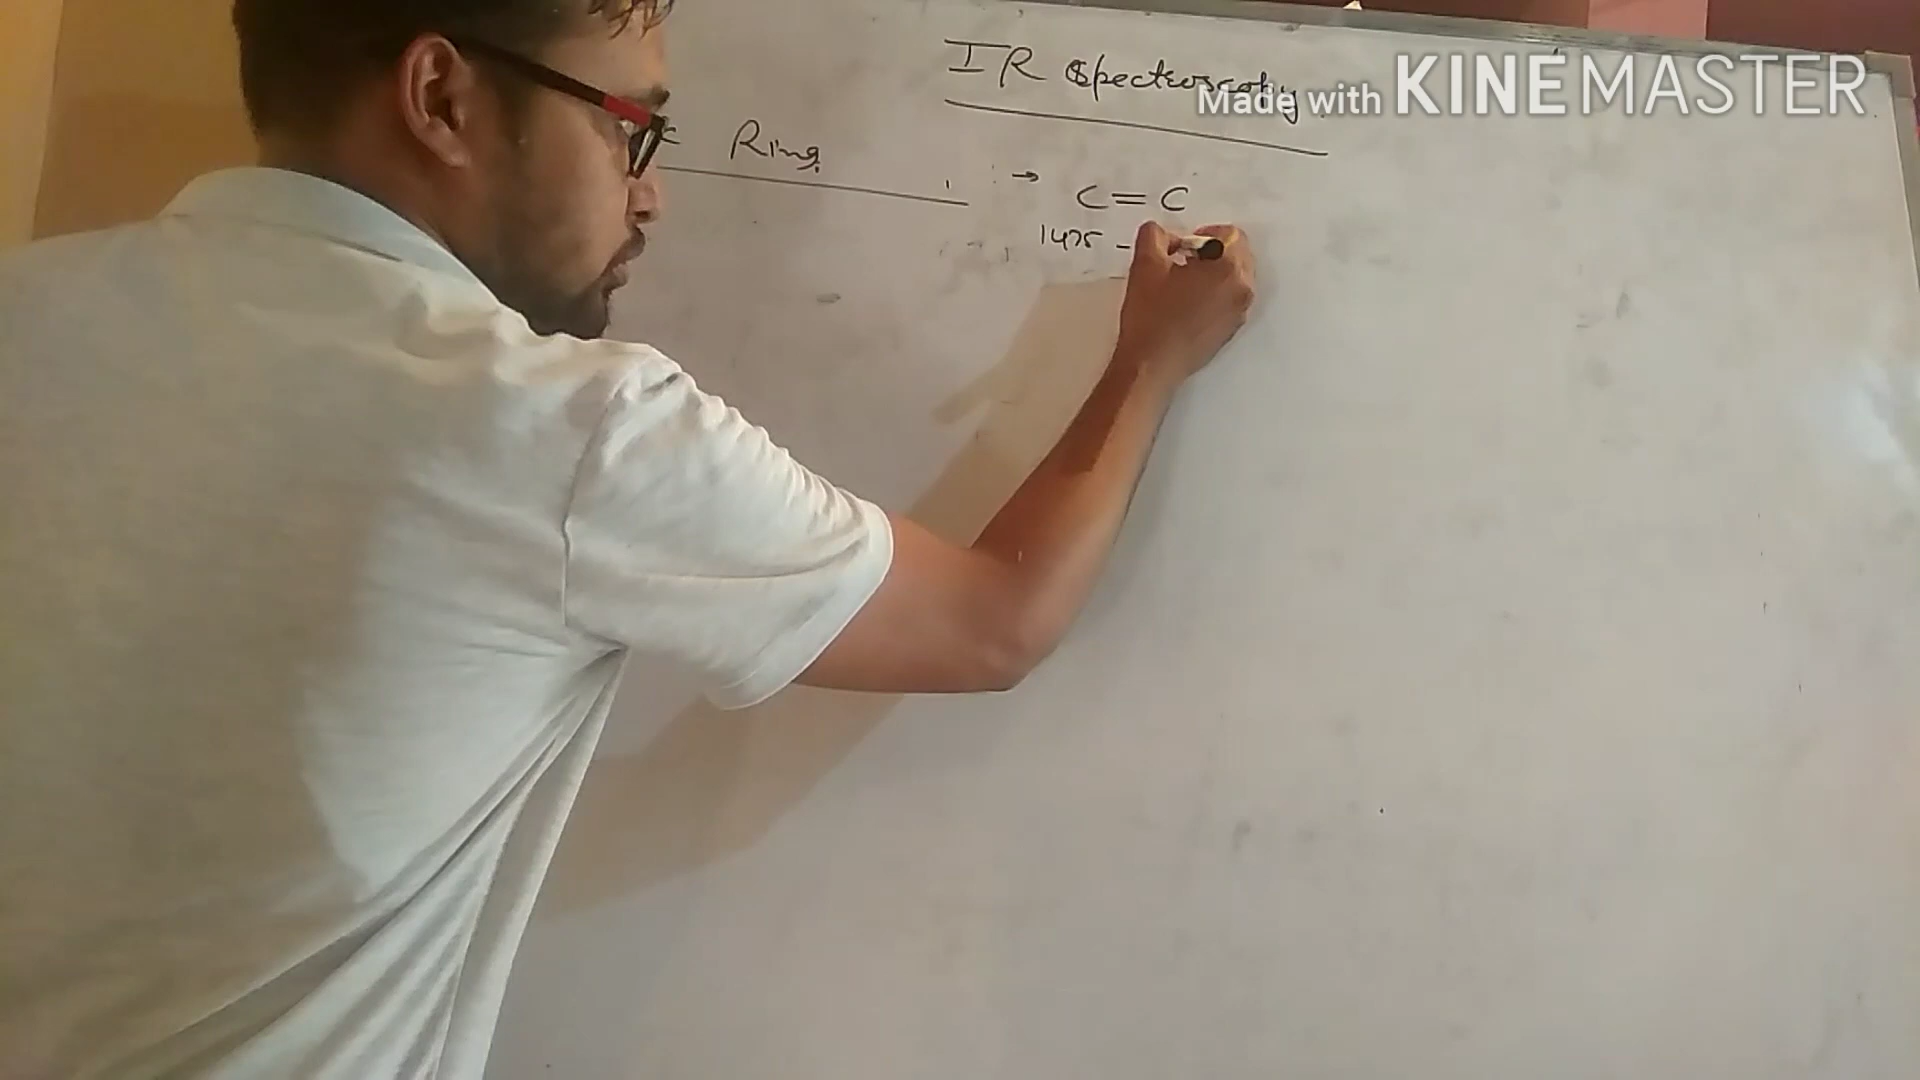 IR Spectroscopy
Made with KINEMASTER
c Ring
→ C = C
1475 -